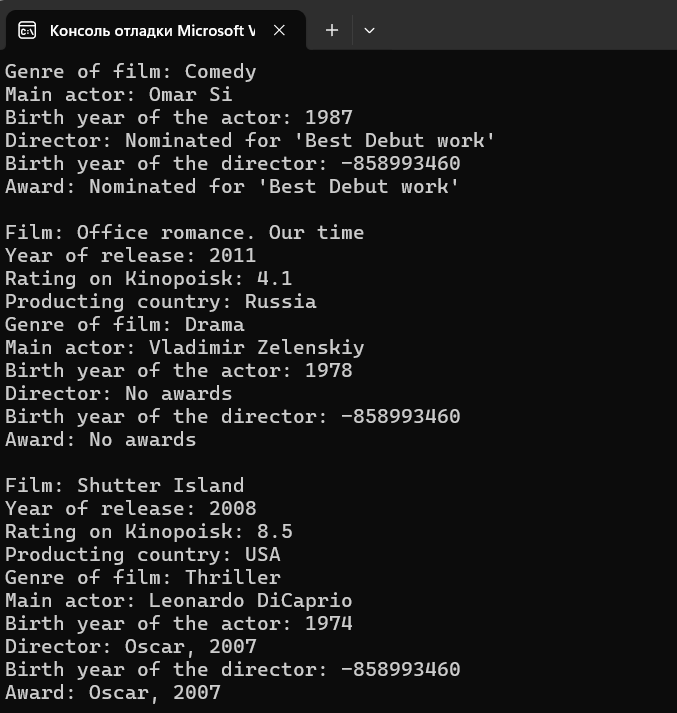 Консоль отладки Microsoft V
Genre of film: Comedy
Main actor: Omar Si
Birth year of the actor: 1987
Director: Nominated for 'Best Debut work'
Birth year of the director: -858993460
Award: Nominated for 'Best Debut work'
Film: Office romance. Our time
Year of release: 2011
Rating on Kinopoisk: 4.1
Producting country: Russia
Genre of film: Drama
Main actor: Vladimir Zelenskiy
Birth year of the actor: 1978
Director: No awards
Birth year of the director: -858993460
Award: No awards
Film: Shutter Island
Year of release: 2008
Rating on Kinopoisk: 8.5
Producting country: USA
Genre of film: Thriller
Main actor: Leonardo DiCaprio
Birth year of the actor: 1974
Director: Oscar, 2007
Birth year of the director: -858993460
Award: Oscar, 2007